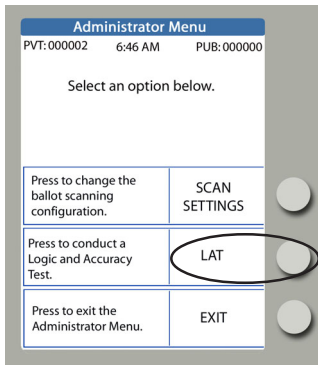 Administrator Menu
PVT: 000002 6:46 AM PUB: 000000
Select an option below.
Press to change the
ballot scanning
configuration.
SCAN
SETTINGS
Press to conduct a
Logic and Accuracy
Test.
LAT
Press to exit the
Administrator Menu.
EXIT